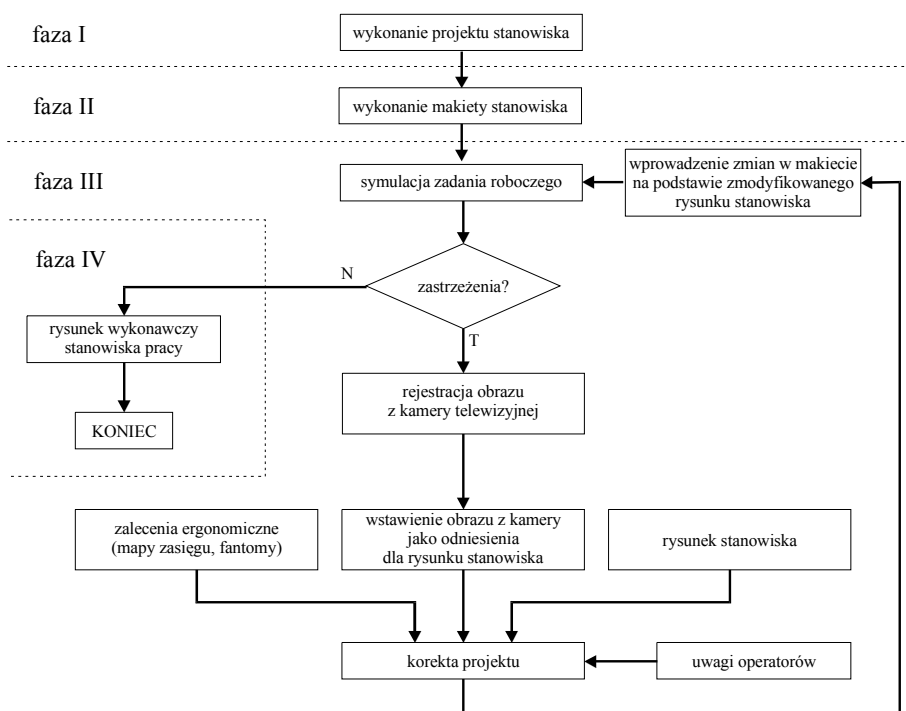 faza I
wykonanie projektu stanowiska
faza II
wykonanie makiety stanowiska
faza III
symulacja zadania roboczego
wprowadzenie zmian w makiecie
na podstawie zmodyfikowanego
rysunku stanowiska
faza IV
N
zastrzeżenia?
rysunek wykonawczy
stanowiska pracy
T
rejestracja obrazu
z kamery telewizyjnej
KONIEC
zalecenia ergonomiczne
(mapy zasięgu, fantomy)
wstawienie obrazu z kamery
jako odniesienia
dla rysunku stanowiska
rysunek stanowiska
korekta projektu
uwagi operatorów